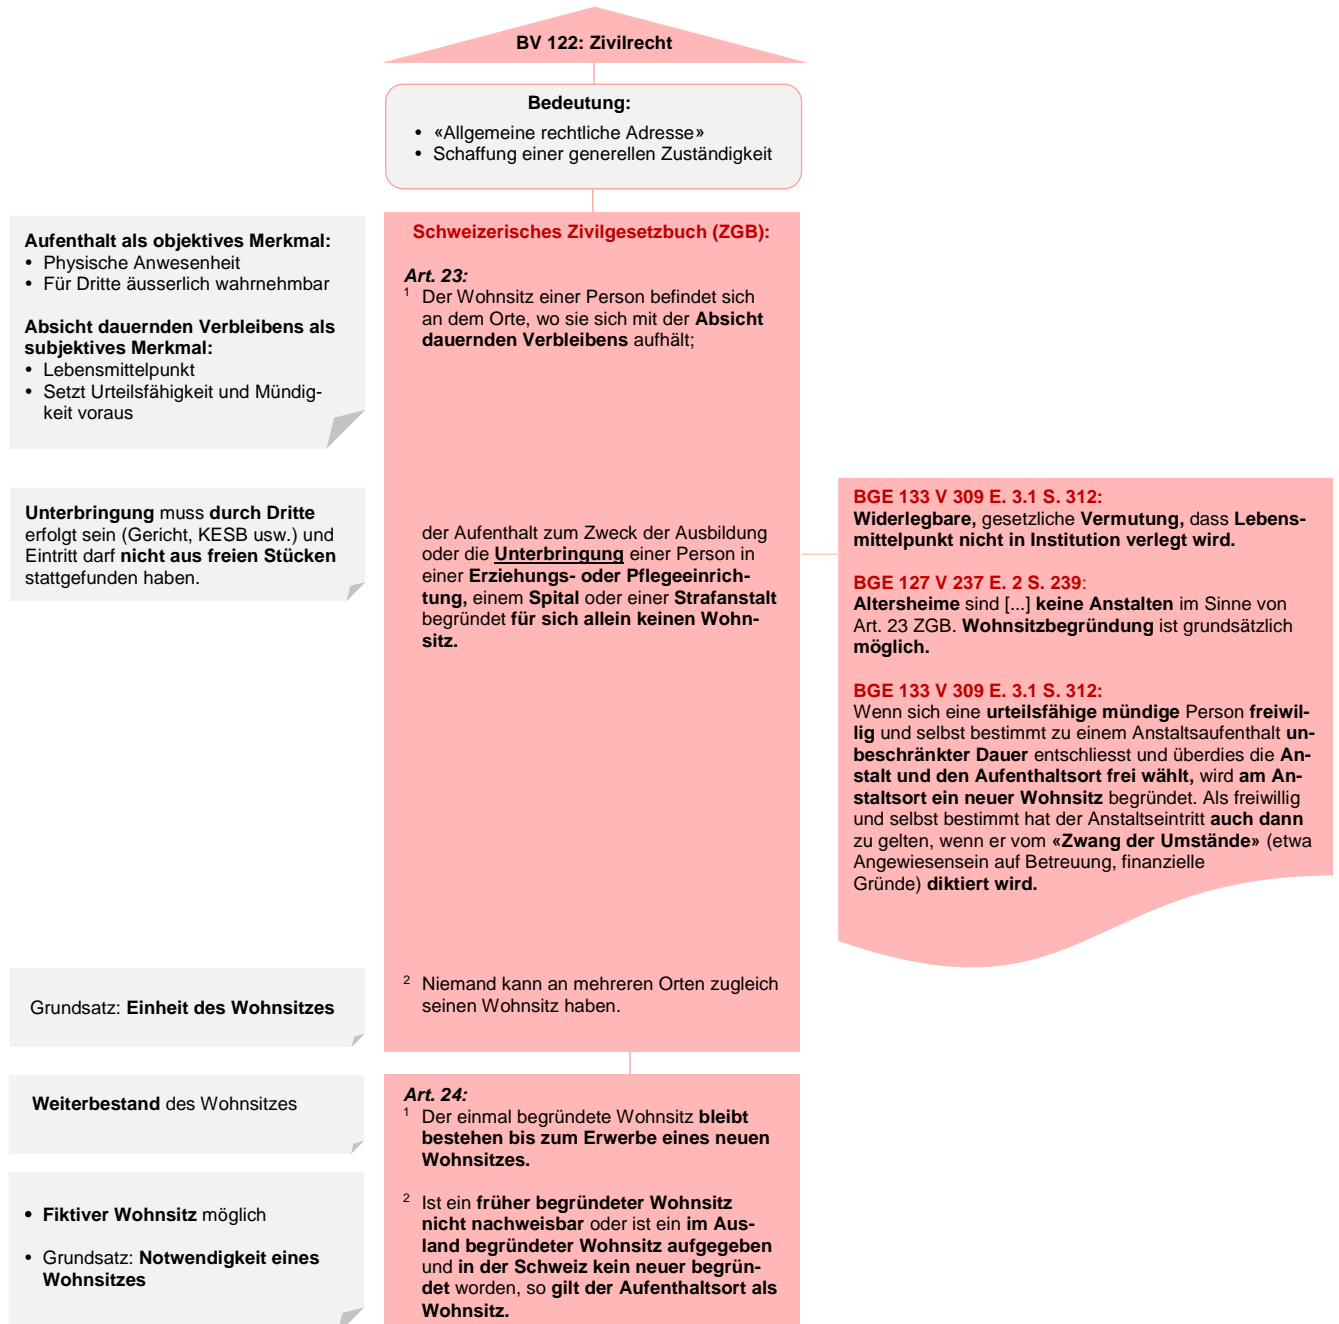 BV 122: Zivilrecht
Bedeutung:
• «Allgemeine rechtliche Adresse»
• Schaffung einer generellen Zuständigkeit
Aufenthalt als objektives Merkmal:
• Physische Anwesenheit
• Für Dritte äusserlich wahrnehmbar
Absicht dauernden Verbleibens als
subjektives Merkmal:
• Lebensmittelpunkt
• Setzt Urteilsfähigkeit und Mündig-
keit voraus
Schweizerisches Zivilgesetzbuch (ZGB):
Art. 23:
1 Der Wohnsitz einer Person befindet sich
an dem Orte, wo sie sich mit der Absicht
dauernden Verbleibens aufhält;
Unterbringung muss durch Dritte
erfolgt sein (Gericht, KESB usw.) und
Eintritt darf nicht aus freien Stücken
stattgefunden haben.
der Aufenthalt zum Zweck der Ausbildung
oder die Unterbringung einer Person in
einer Erziehungs- oder Pflegeeinrich-
tung, einem Spital oder einer Strafanstalt
begründet für sich allein keinen Wohn-
sitz.
BGE 133 V 309 E. 3.1 S. 312:
Widerlegbare, gesetzliche Vermutung, dass Lebens-
mittelpunkt nicht in Institution verlegt wird.
BGE 127 V 237 E. 2 S. 239:
Altersheime sind [...] keine Anstalten im Sinne von
Art. 23 ZGB. Wohnsitzbegründung ist grundsätzlich
möglich.
BGE 133 V 309 E. 3.1 S. 312:
Wenn sich eine urteilsfähige mündige Person freiwil-
lig und selbst bestimmt zu einem Anstaltsaufenthalt un-
beschränkter Dauer entschliesst und überdies die An-
stalt und den Aufenthaltsort frei wählt, wird am An-
staltsort ein neuer Wohnsitz begründet. Als freiwillig
und selbst bestimmt hat der Anstaltseintritt auch dann
zu gelten, wenn er vom «Zwang der Umstände» (etwa
Angewiesensein auf Betreuung, finanzielle
Gründe) diktiert wird.
Grundsatz: Einheit des Wohnsitzes
2 Niemand kann an mehreren Orten zugleich
seinen Wohnsitz haben.
Weiterbestand des Wohnsitzes
Art. 24:
1 Der einmal begründete Wohnsitz bleibt
bestehen bis zum Erwerbe eines neuen
Wohnsitzes.
• Fiktiver Wohnsitz möglich
• Grundsatz: Notwendigkeit eines
Wohnsitzes
2 Ist ein früher begründeter Wohnsitz
nicht nachweisbar oder ist ein im Aus-
land begründeter Wohnsitz aufgegeben
und in der Schweiz kein neuer begrün-
det worden, so gilt der Aufenthaltsort als
Wohnsitz.